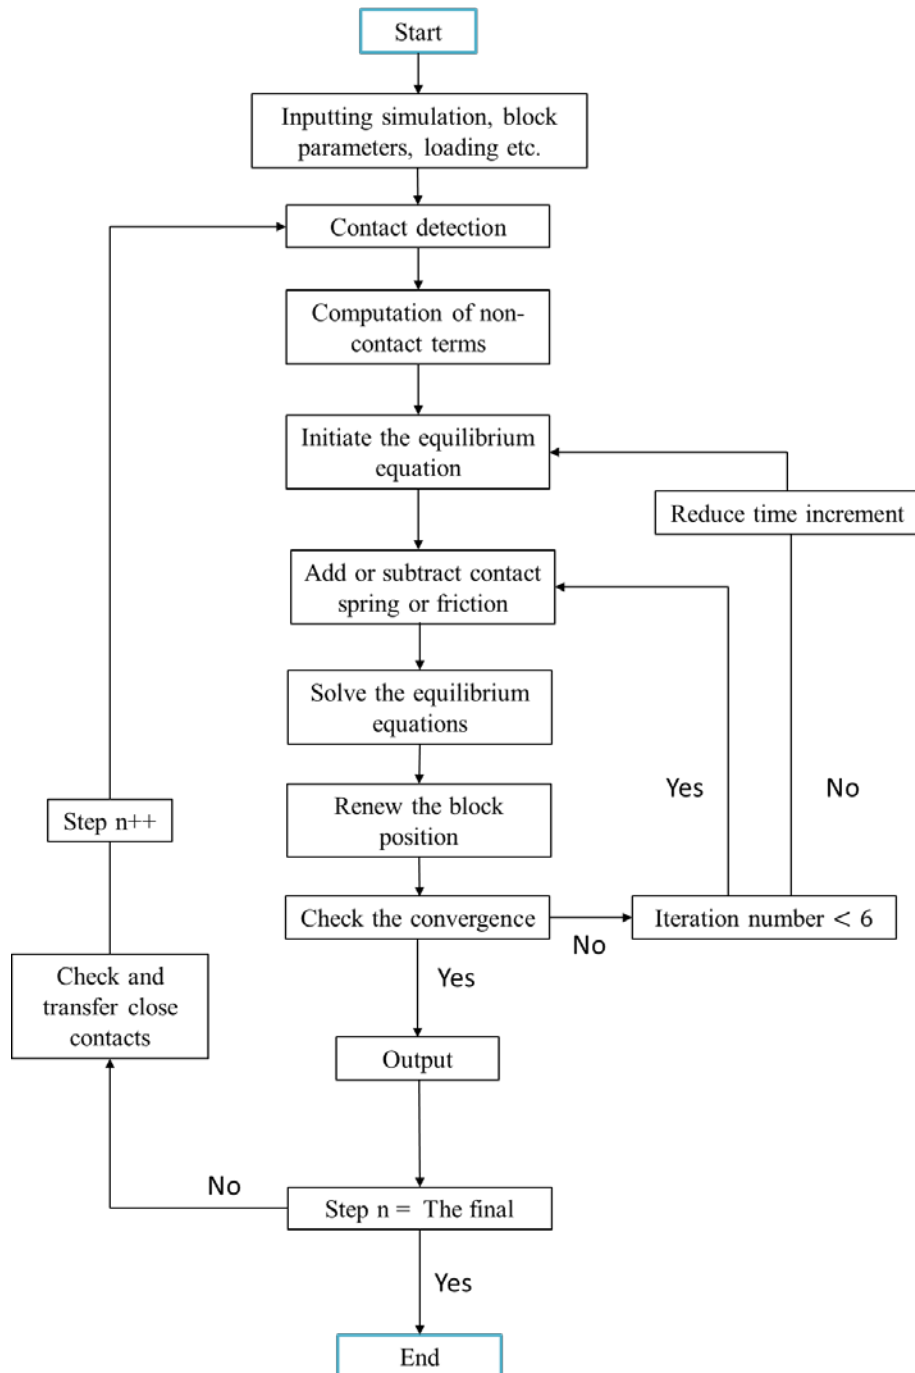 Start
Inputting simulation, block
parameters, loading etc.
Contact detection
Computation of non-
contact terms
Initiate the equilibrium
equation
Reduce time increment
Add or subtract contact
spring or friction
Solve the equilibrium
equations
Yes
No
Renew the block
position
Step n++
Check the convergence
No
Iteration number < 6
Yes
Check and
transfer close
contacts
Output
No
Step n = The final
Yes
End